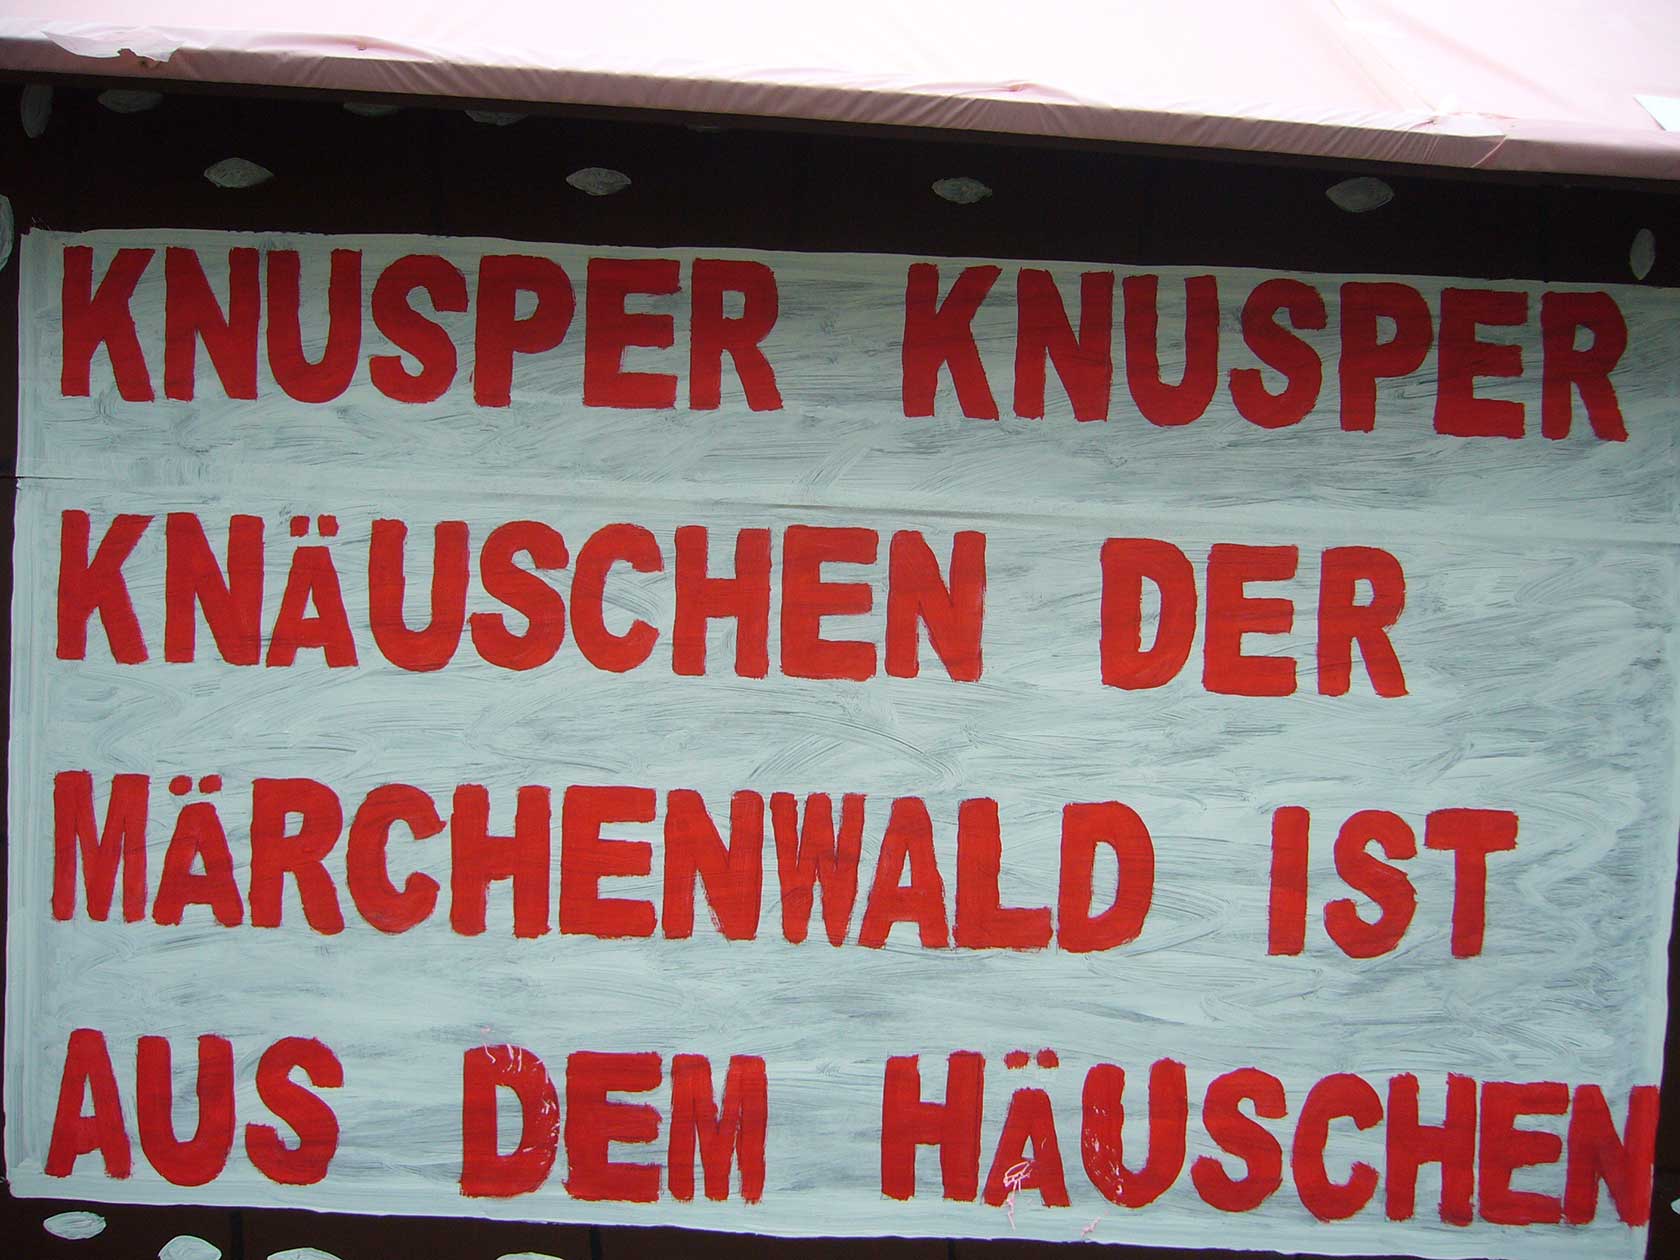 KNUSPER KNUSPER
KNÄUSCHEN DER
MÄRCHENWALD IST
AUS DEM HÄUSCHEN